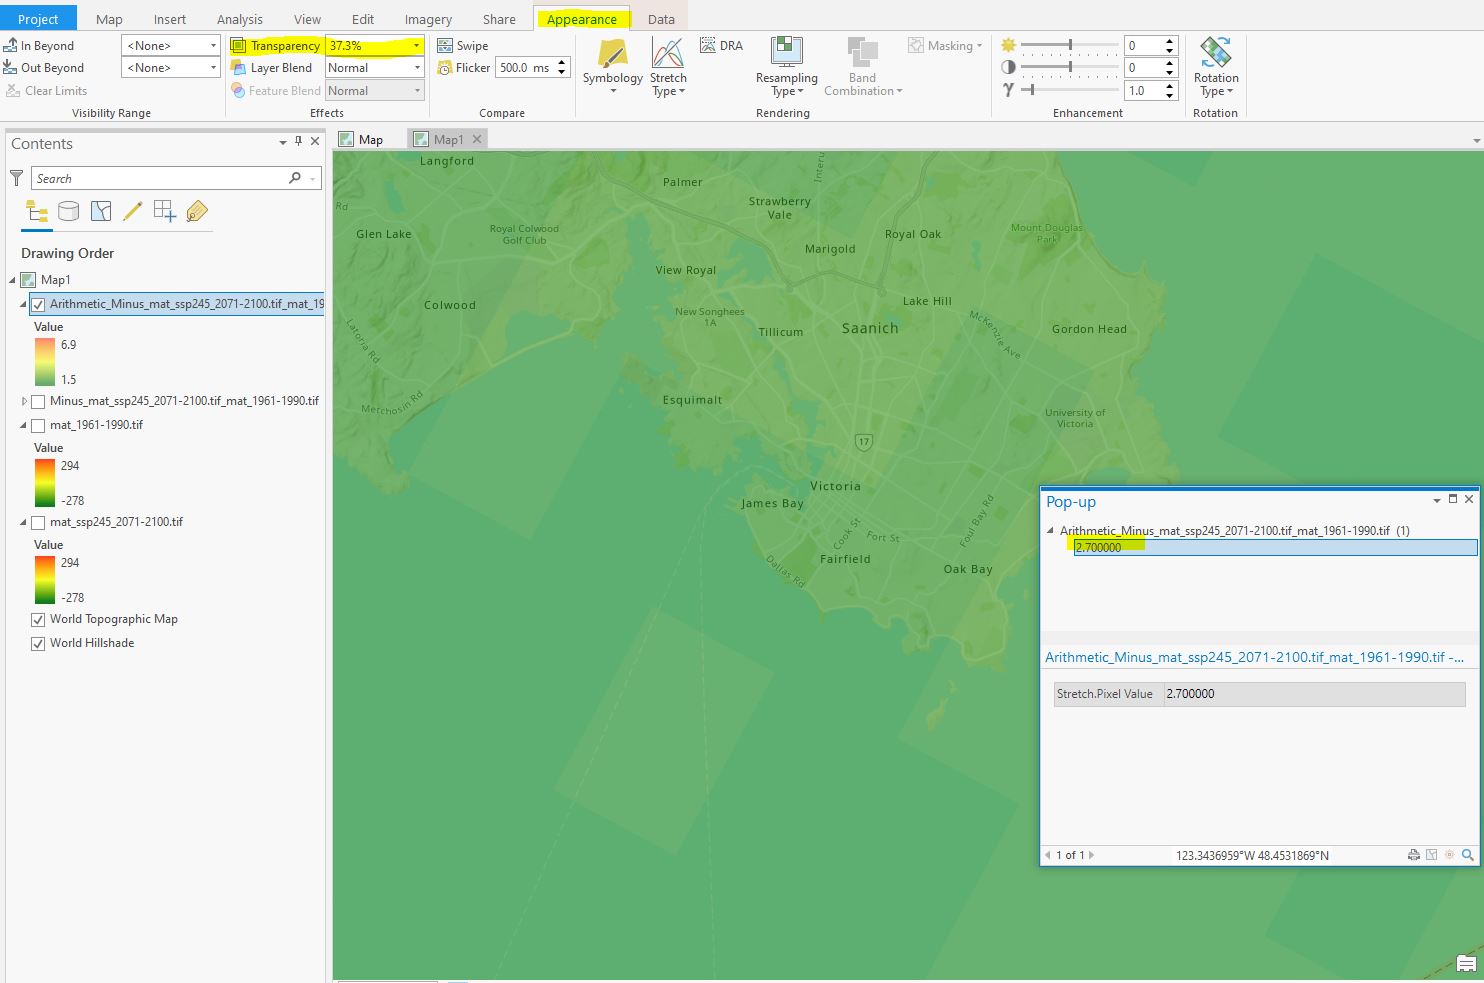 Project Map Insert Analysis View Edit Imagery Share Appearance Data
In Beyond <None> Transparency 37.3% Swipe DRA Masking 0
Out Beyond <None> Layer Blend Normal Flicker 500.0 ms 0
Clear Limits Feature Blend Normal 1.0
Symbology
Stretch
Type
Resampling
Type
Band
Combination
γ
Rotation
Type
Visibility Range Effects Compare Rendering Enhancement Rotation
Contents
Search
Drawing Order
Map1
Arithmetic_Minus_mat_ssp245_2071-2100.tif_mat_19
Value
6.9
1.5
Minus_mat_ssp245_2071-2100.tif_mat_1961-1990.tif
mat_1961-1990.tif
Value
294
-278
mat_ssp245_2071-2100.tif
Value
294
-278
World Topographic Map
World Hillshade
Map Map1
Langford
Palmer
Interu
Strawberry
Vale
Rd
Glen Lake
Royal Colwood
Golf Club
Marigold
Royal Oak
Mount Douglas
Park
View Royal
Colwood
Lake Hill
New Songhees
1A
Tillicum
Saanich
McKenzie Ave
Gordon Head
Latoria Rd
Metchosin Rd
Esquimalt
University of
Victoria
17
Victoria
James Bay
Cook St
Fort St
Foul Bay Rd
Fairfield
Dallas Rd
Oak Bay
Pop-up
Arithmetic_Minus_mat_ssp245_2071-2100.tif_mat_1961-1990.tif (1)
2.700000
Arithmetic_Minus_mat_ssp245_2071-2100.tif_mat_1961-1990.tif -...
Stretch.Pixel Value 2.700000
1 of 1 123.3436959°W 48.4531869°N